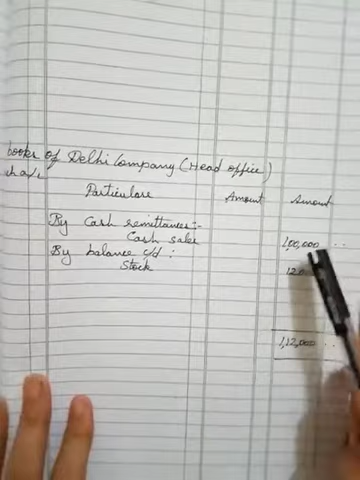 books of Delhi Company (Head office)
ch a/c
Particulars Amount Amount
By Cash remittances:-
Cash sales 1,00,000
By balance c/d :
Stock
1,12,000